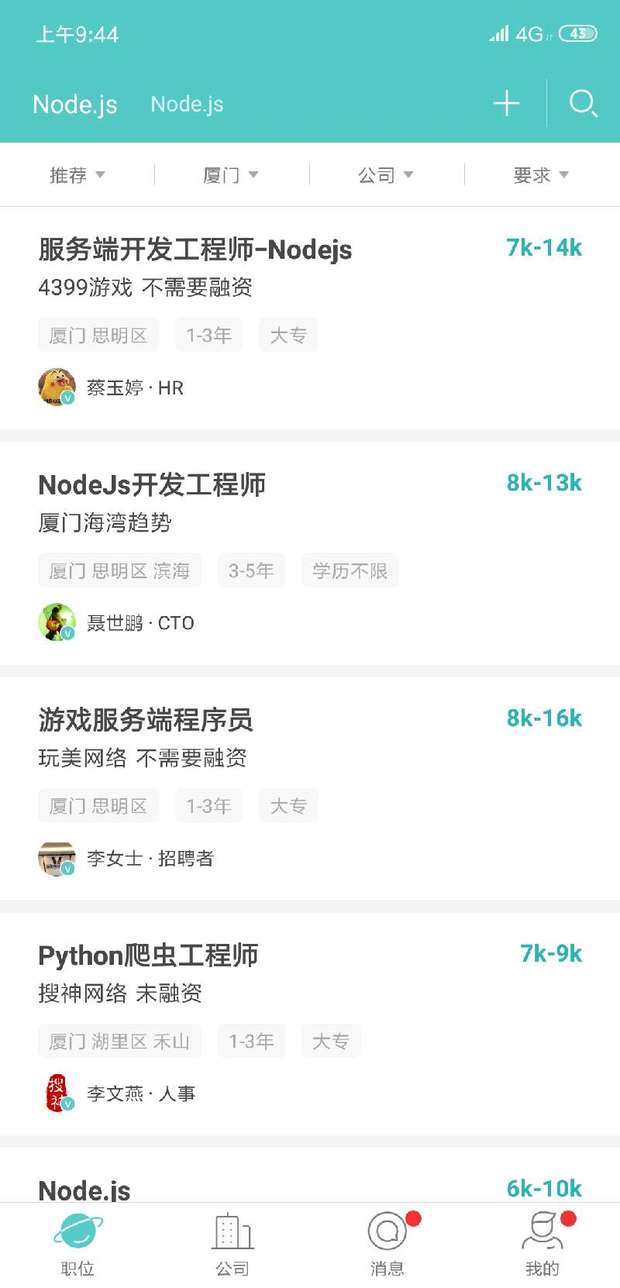 上午9:44 4G 43
Node.js Node.js
推荐 厦门 公司 要求
服务端开发工程师-Nodejs 7k-14k
4399游戏 不需要融资
厦门 思明区 1-3年 大专
蔡玉婷 · HR
NodeJs开发工程师 8k-13k
厦门海湾趋势
厦门 思明区 滨海 3-5年 学历不限
聂世鹏 · CTO
游戏服务端程序员 8k-16k
玩美网络 不需要融资
厦门 思明区 1-3年 大专
李女士 · 招聘者
Python爬虫工程师 7k-9k
搜神网络 未融资
厦门 湖里区 禾山 1-3年 大专
搜神
李文燕 · 人事
Node.js 6k-10k
职位 公司 消息 我的